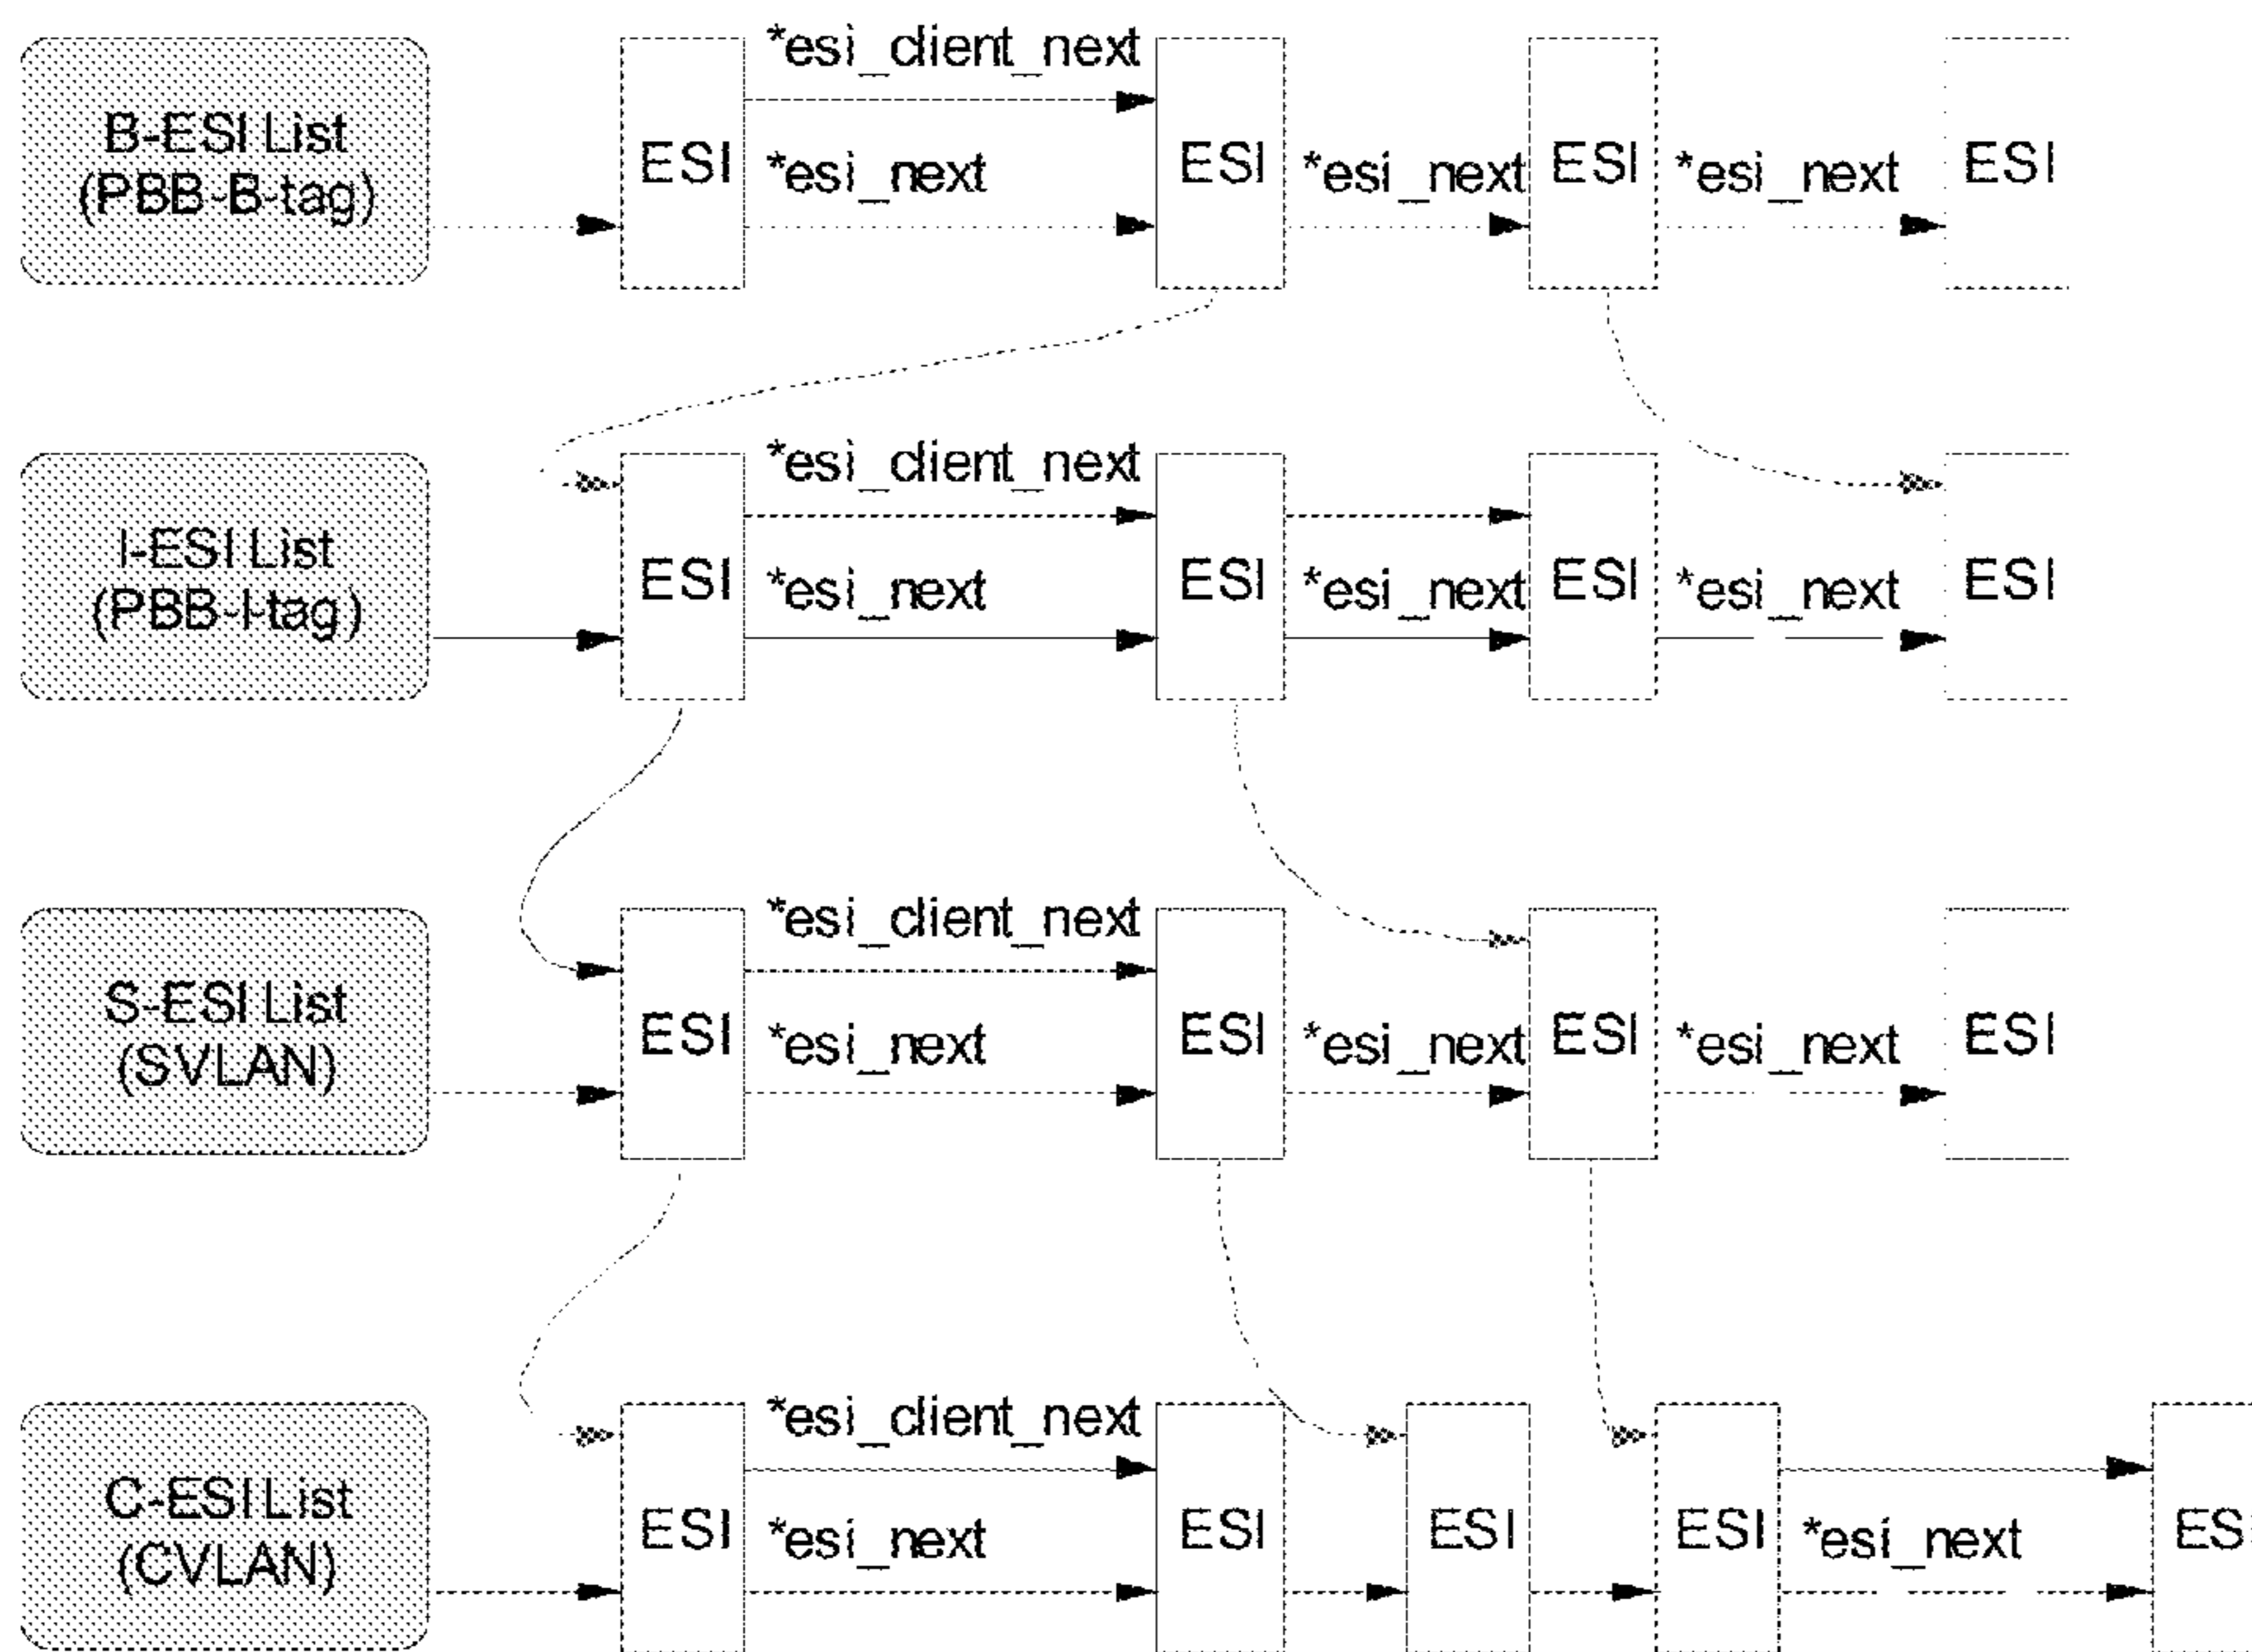 *esi_client_next
B-ESI List
(PBB-B-tag)
ESI
*esi_next
ESI
*esi_next
ESI
*esi_next
ESI
*esi_client_next
I-ESI List
(PBB-I-tag)
ESI
*esi_next
ESI
*esi_next
ESI
*esi_next
ESI
*esi_client_next
S-ESI List
(SVLAN)
ESI
*esi_next
ESI
*esi_next
ESI
*esi_next
ESI
*esi_client_next
C-ESI List
(CVLAN)
ESI
*esi_next
ESI
ESI
ESI
*esi_next